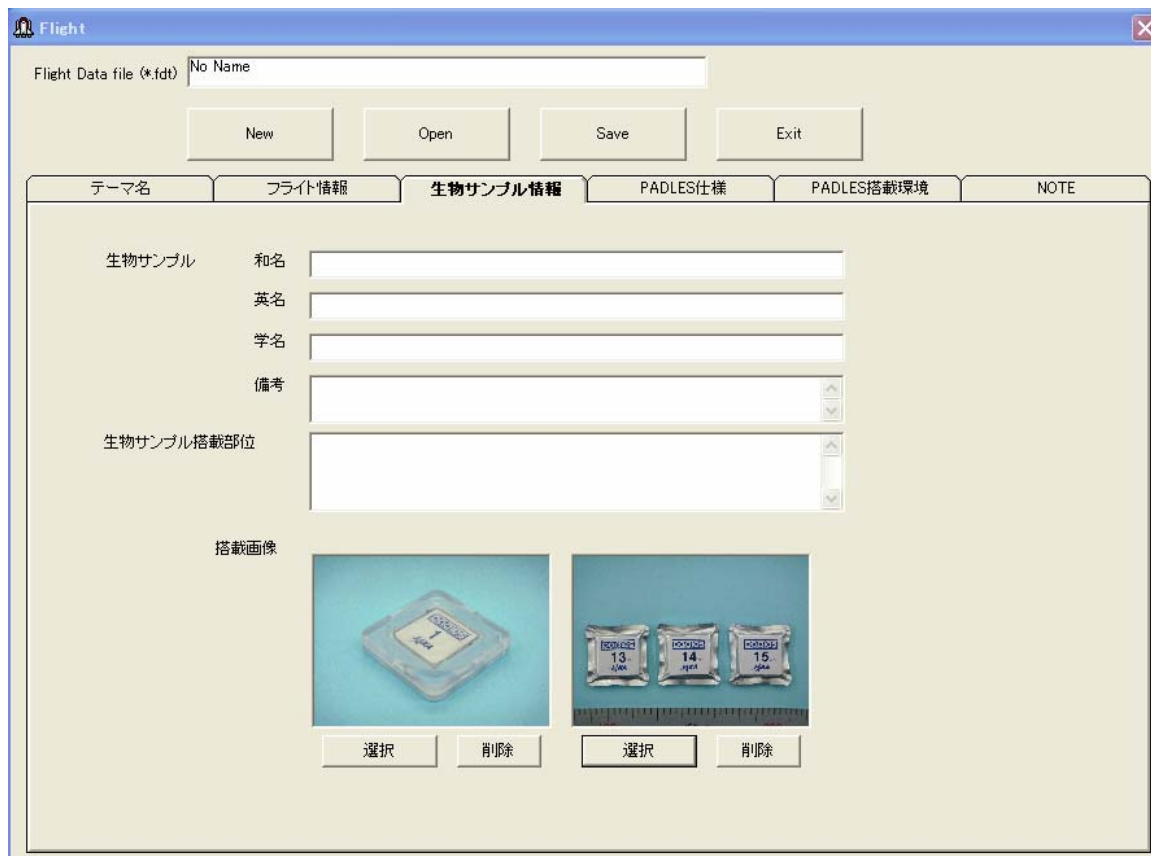 Flight
Flight Data file (*.fdt) No Name
New Open Save Exit
テーマ名 フライト情報 生物サンプル情報 PADLES仕様 PADLES搭載環境 NOTE
生物サンプル 和名
英名
学名
備考
生物サンプル搭載部位
搭載画像
1
13 14 15
選択 削除 選択 削除